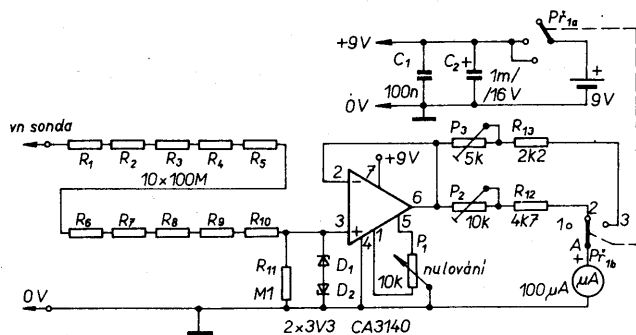 Př1a
+9V
C1
C2+
100n
1m/
/16V
+
9V
0V
vn sonda
R1 R2 R3 R4 R5
10×100M
P3
5k
R13
2k2
2
-
7
+9V
6
P2
10k
R12
4k7
2
1
3
R6 R7 R8 R9 R10
3
+
4
1
5
P1
A
+
Př1b
R11
M1
D1
D2
10k
nulování
100µA
µA
0V
2×3V3
CA3140